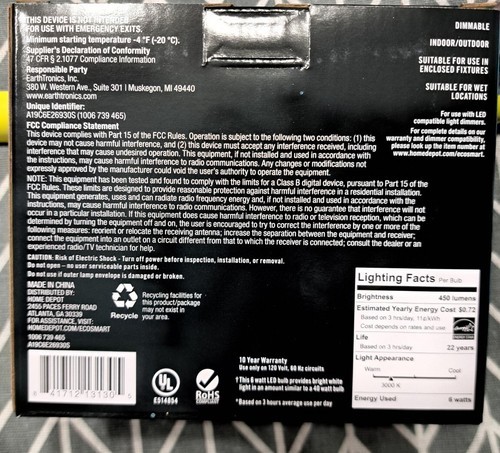 THIS DEVICE IS NOT INTENDED
FOR USE WITH EMERGENCY EXITS.
Minimum starting temperature -4 °F (-20 °C).
Supplier's Declaration of Conformity
47 CFR § 2.1077 Compliance Information
Responsible Party
EarthTronics, Inc.
380 W. Western Ave., Suite 301 I Muskegon, MI 49440
www.earthtronics.com
Unique Identifier:
A19C6E26930S (1006 739 465)
FCC Compliance Statement
This device complies with Part 15 of the FCC Rules. Operation is subject to the following two conditions: (1) this
device may not cause harmful interference, and (2) this device must accept any interference received, including
interference that may cause undesired operation. This equipment, if not installed and used in accordance with
the instructions, may cause harmful interference to radio communications. Any changes or modifications not
expressly approved by the manufacturer could void the user's authority to operate the equipment.
NOTE: This equipment has been tested and found to comply with the limits for a Class B digital device, pursuant to Part 15 of the
FCC Rules. These limits are designed to provide reasonable protection against harmful interference in a residential installation.
This equipment generates, uses and can radiate radio frequency energy and, if not installed and used in accordance with the
instructions, may cause harmful interference to radio communications. However, there is no guarantee that interference will not
occur in a particular installation. If this equipment does cause harmful interference to radio or television reception, which can be
determined by turning the equipment off and on, the user is encouraged to try to correct the interference by one or more of the
following measures: reorient or relocate the receiving antenna; increase the separation between the equipment and receiver;
connect the equipment into an outlet on a circuit different from that to which the receiver is connected; consult the dealer or an
experienced radio/TV technician for help.
CAUTION: Risk of Electric Shock - Turn off power before inspection, installation, or removal.
Do not open – no user serviceable parts inside.
Do not use if outer lamp envelope is damaged or broken.
MADE IN CHINA
DISTRIBUTED BY:
HOME DEPOT
2455 PACES FERRY ROAD
ATLANTA, GA 30339
FOR ASSISTANCE, VISIT:
HOMEDEPOT.COM/ECOSMART
1006 739 465
A19C6E26930S
Recycle
Recycling facilities for
this product/package
may not exist in
your area.
8 41712 13130 5
UL
E514054
RoHS
COMPLIANT
10 Year Warranty
Use only on 120 Volt, 60 Hz circuits
†This 6 watt LED bulb provides bright white
light in an amount similar to a 40 watt bulb
*Based on 3 hours average use per day
DIMMABLE
INDOOR/OUTDOOR
SUITABLE FOR USE IN
ENCLOSED FIXTURES
SUITABLE FOR WET
LOCATIONS
For use with LED
compatible light dimmers.
For complete details on our
warranty and dimmer compatibility,
please look up the item number at
www.homedepot.com/ecosmart.
Lighting Facts Per Bulb
Brightness 450 lumens
Estimated Yearly Energy Cost $0.72
Based on 3 hrs/day, 11¢/kWh
Cost depends on rates and use
Life
Based on 3 hrs/day 22 years
Light Appearance
Warm Cool
3000 K
Energy Used 6 watts